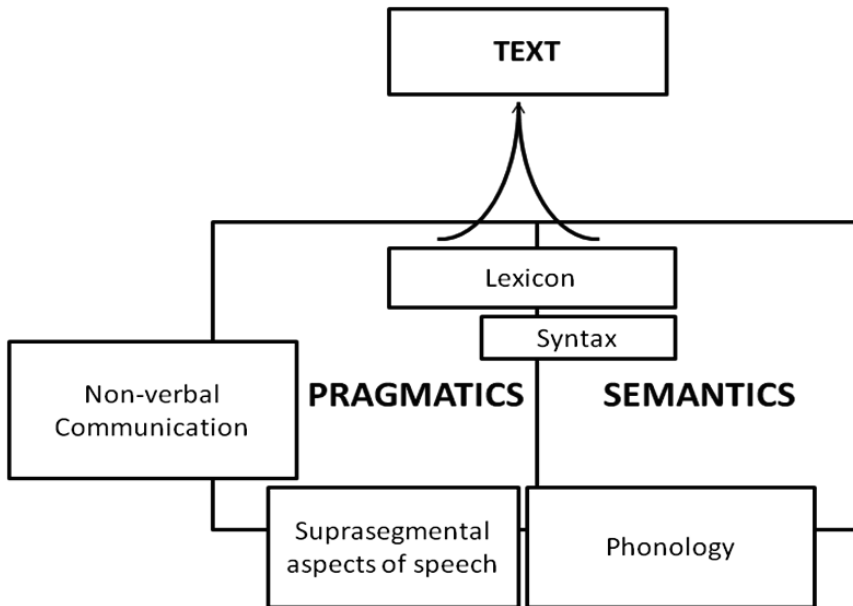 TEXT
Lexicon
Syntax
Non-verbal
Communication
PRAGMATICS
SEMANTICS
Suprasegmental
aspects of speech
Phonology